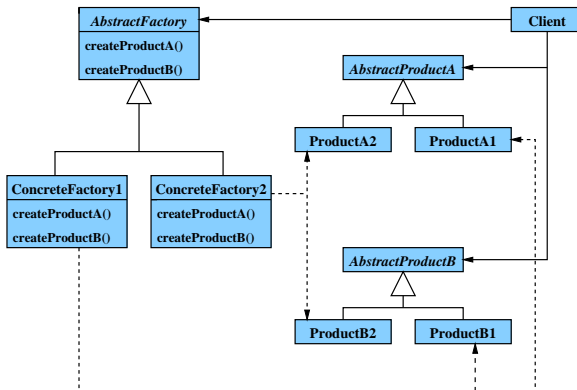 AbstractFactory
createProductA()
createProductB()
Client
AbstractProductA
ProductA2
ProductA1
ConcreteFactory1
createProductA()
createProductB()
ConcreteFactory2
createProductA()
createProductB()
AbstractProductB
ProductB2
ProductB1